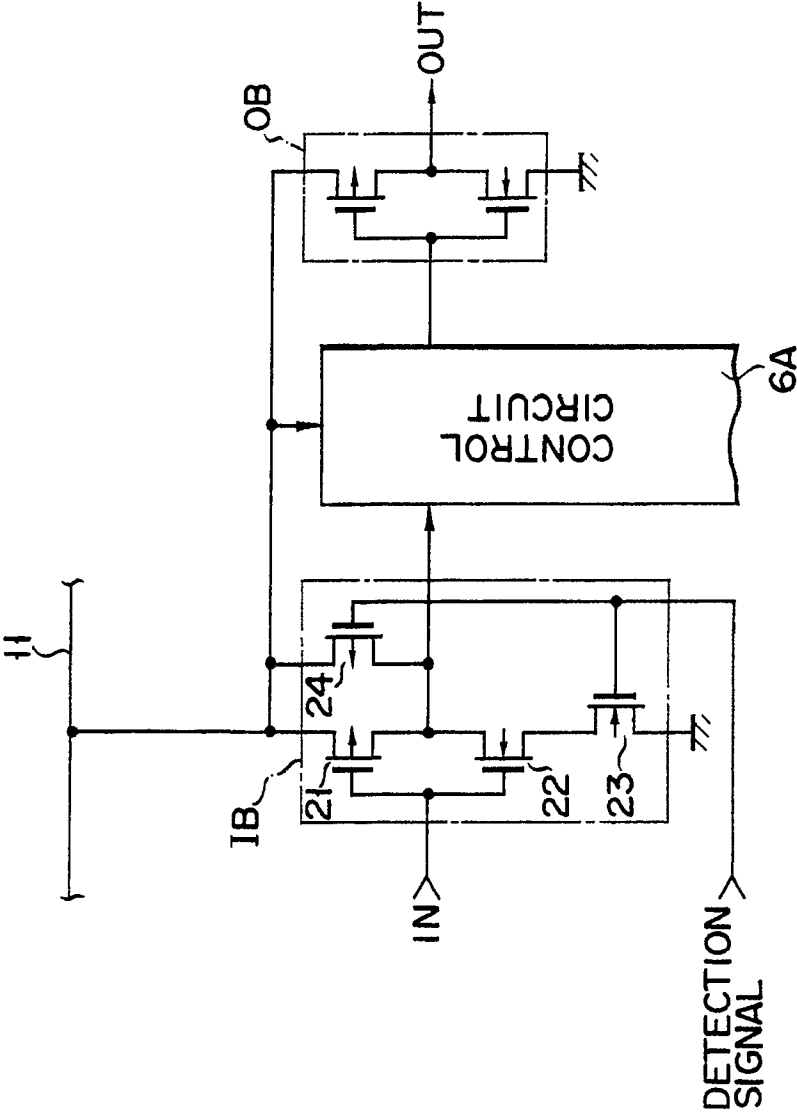 11
IB
21
24
22
23
IN
DETECTION
SIGNAL
CONTROL
CIRCUIT
6A
OB
OUT